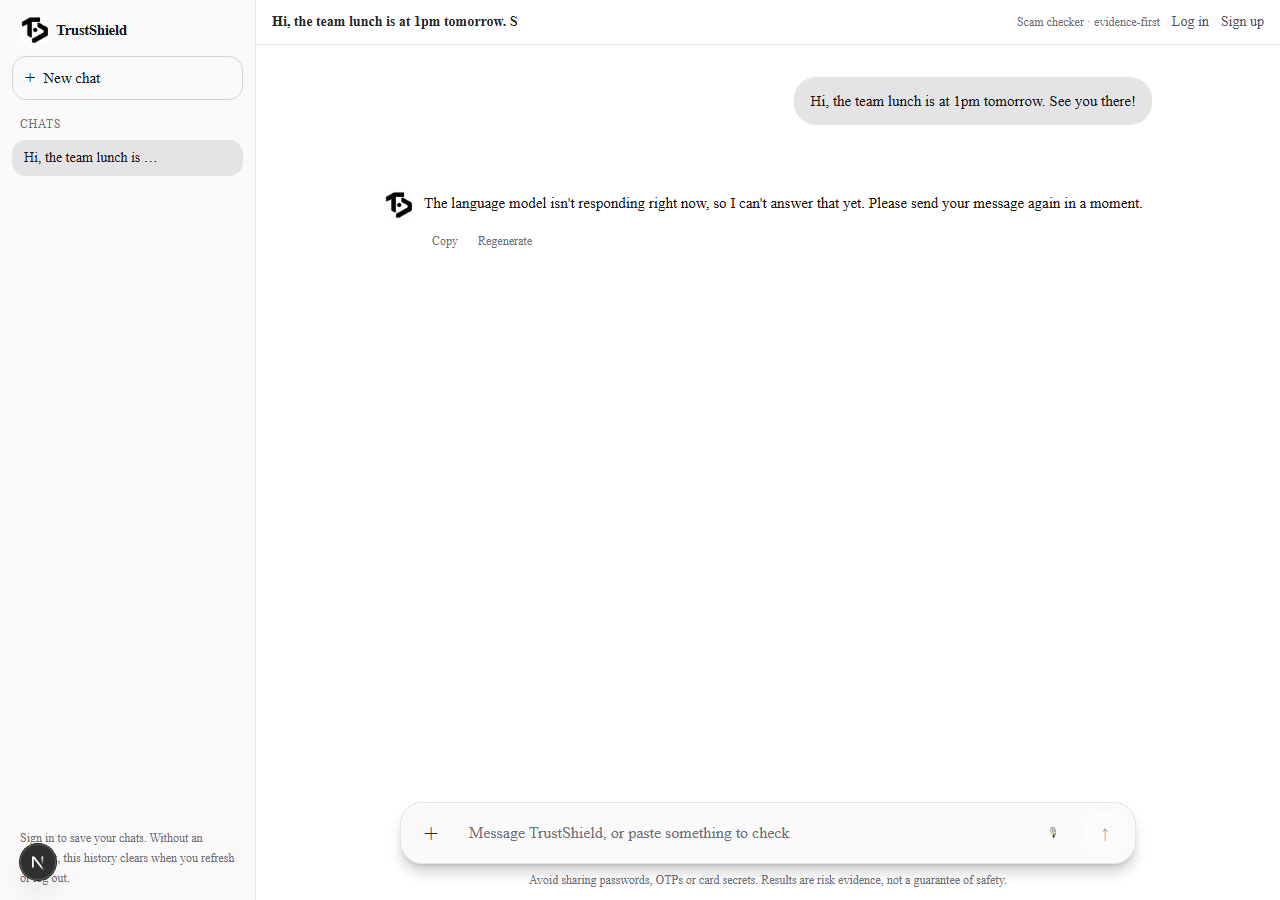 TrustShield
+ New chat
CHATS
Hi, the team lunch is …
Sign in to save your chats. Without an
, this history clears when you refresh
out.
N
Hi, the team lunch is at 1pm tomorrow. S
Scam checker · evidence-first
Log in
Sign up
Hi, the team lunch is at 1pm tomorrow. See you there!
The language model isn't responding right now, so I can't answer that yet. Please send your message again in a moment.
Copy
Regenerate
+ Message TrustShield, or paste something to check ↑
Avoid sharing passwords, OTPs or card secrets. Results are risk evidence, not a guarantee of safety.